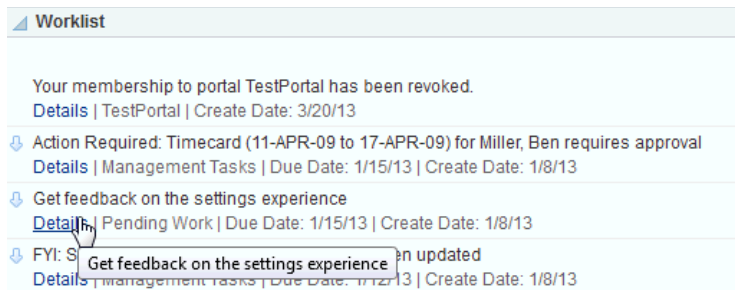 Worklist
Your membership to portal TestPortal has been revoked.
Details | TestPortal | Create Date: 3/20/13
Action Required: Timecard (11-APR-09 to 17-APR-09) for Miller, Ben requires approval
Details | Management Tasks | Due Date: 1/15/13 | Create Date: 1/8/13
Get feedback on the settings experience
Details | Pending Work | Due Date: 1/15/13 | Create Date: 1/8/13
FYI: S en updated
Get feedback on the settings experience
Details | Management Tasks | Due Date: 1/12/13 | Create Date: 1/8/13